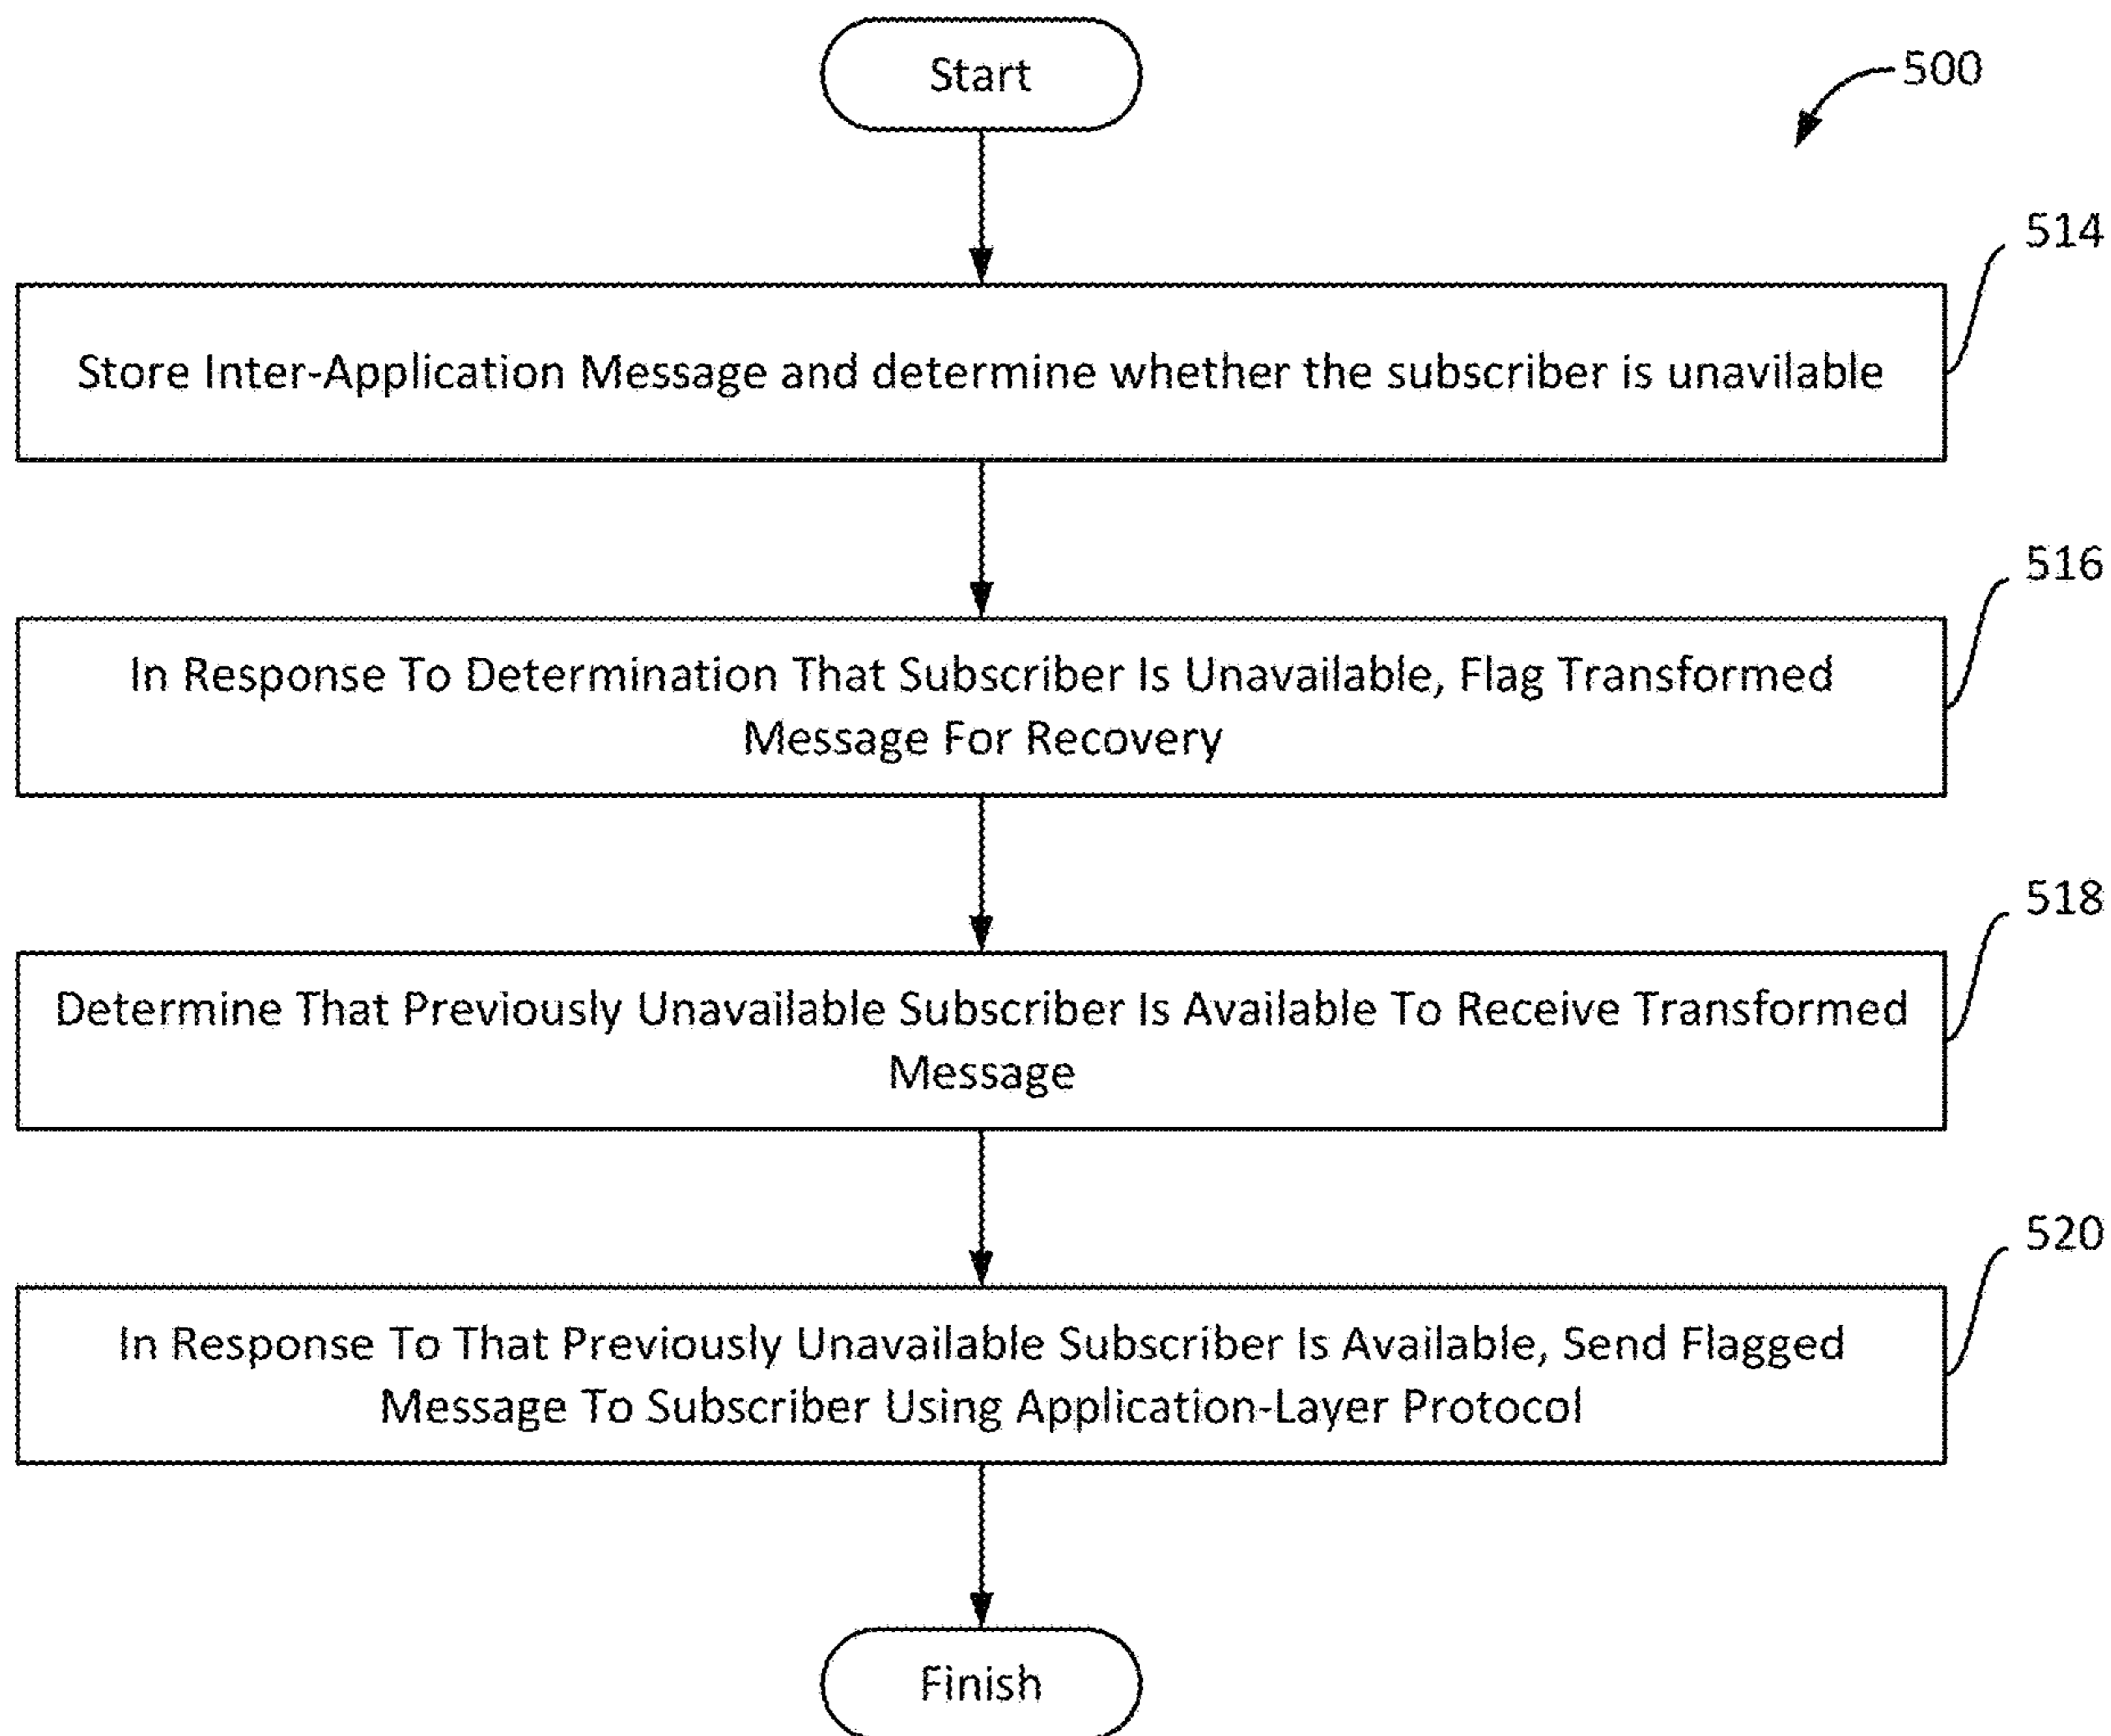 Start
500
514
Store Inter-Application Message and determine whether the subscriber is unavilable
516
In Response To Determination That Subscriber Is Unavailable, Flag Transformed
Message For Recovery
518
Determine That Previously Unavailable Subscriber Is Available To Receive Transformed
Message
520
In Response To That Previously Unavailable Subscriber Is Available, Send Flagged
Message To Subscriber Using Application-Layer Protocol
Finish